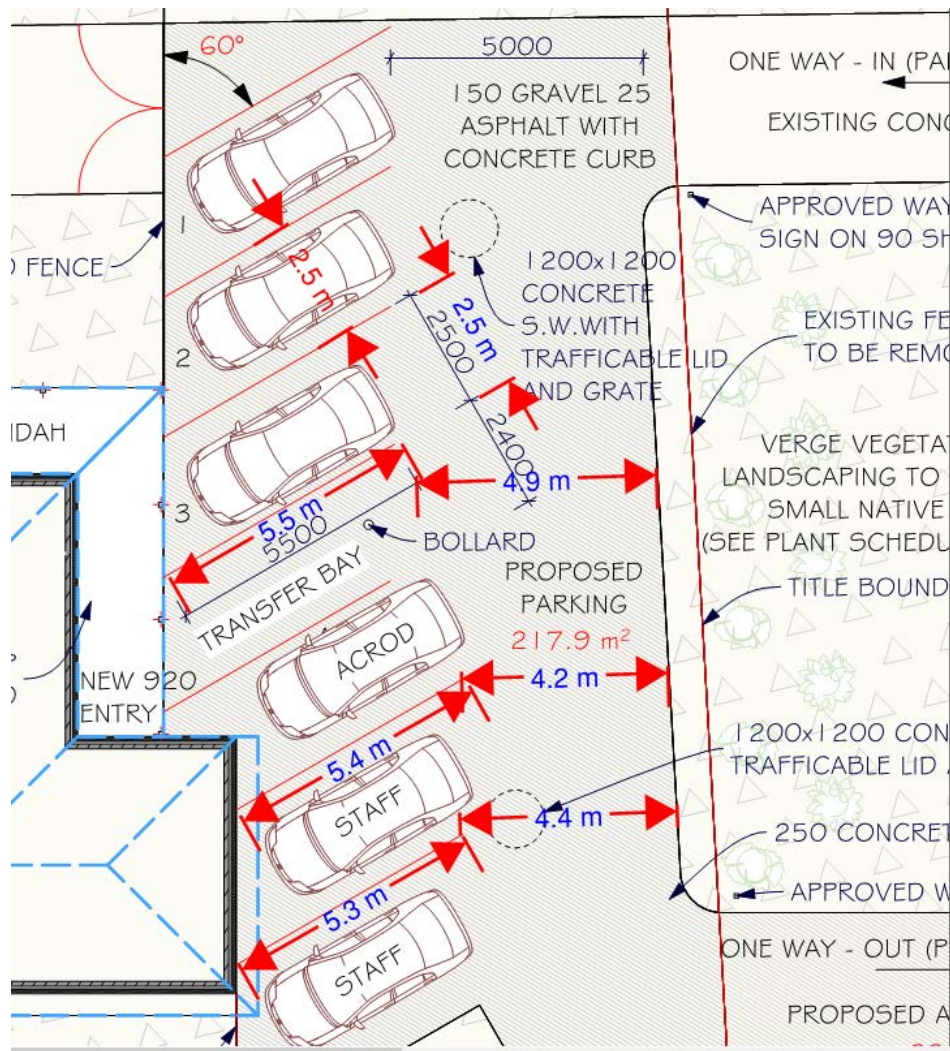 60°
5000
ONE WAY - IN (PA
150 GRAVEL 25
ASPHALT WITH
CONCRETE CURB
EXISTING CONC
APPROVED WAY
SIGN ON 90 SH
1
FENCE
2.5 m
1200x1200
CONCRETE
S.W.WITH
TRAFFICABLE LID
AND GRATE
2.5 m
2500
EXISTING FE
TO BE REMO
2
2400
DAH
VERGE VEGETA
LANDSCAPING TO
SMALL NATIVE
(SEE PLANT SCHEDU
3
4.9 m
5.5 m
5500
BOLLARD
TRANSFER BAY
PROPOSED
PARKING
217.9 m²
TITLE BOUND
ACROD
4.2 m
NEW 920
ENTRY
5.4 m
1200x1200 CON
TRAFFICABLE LID
STAFF
4.4 m
250 CONCRET
5.3 m
APPROVED W
STAFF
ONE WAY - OUT (P
PROPOSED A